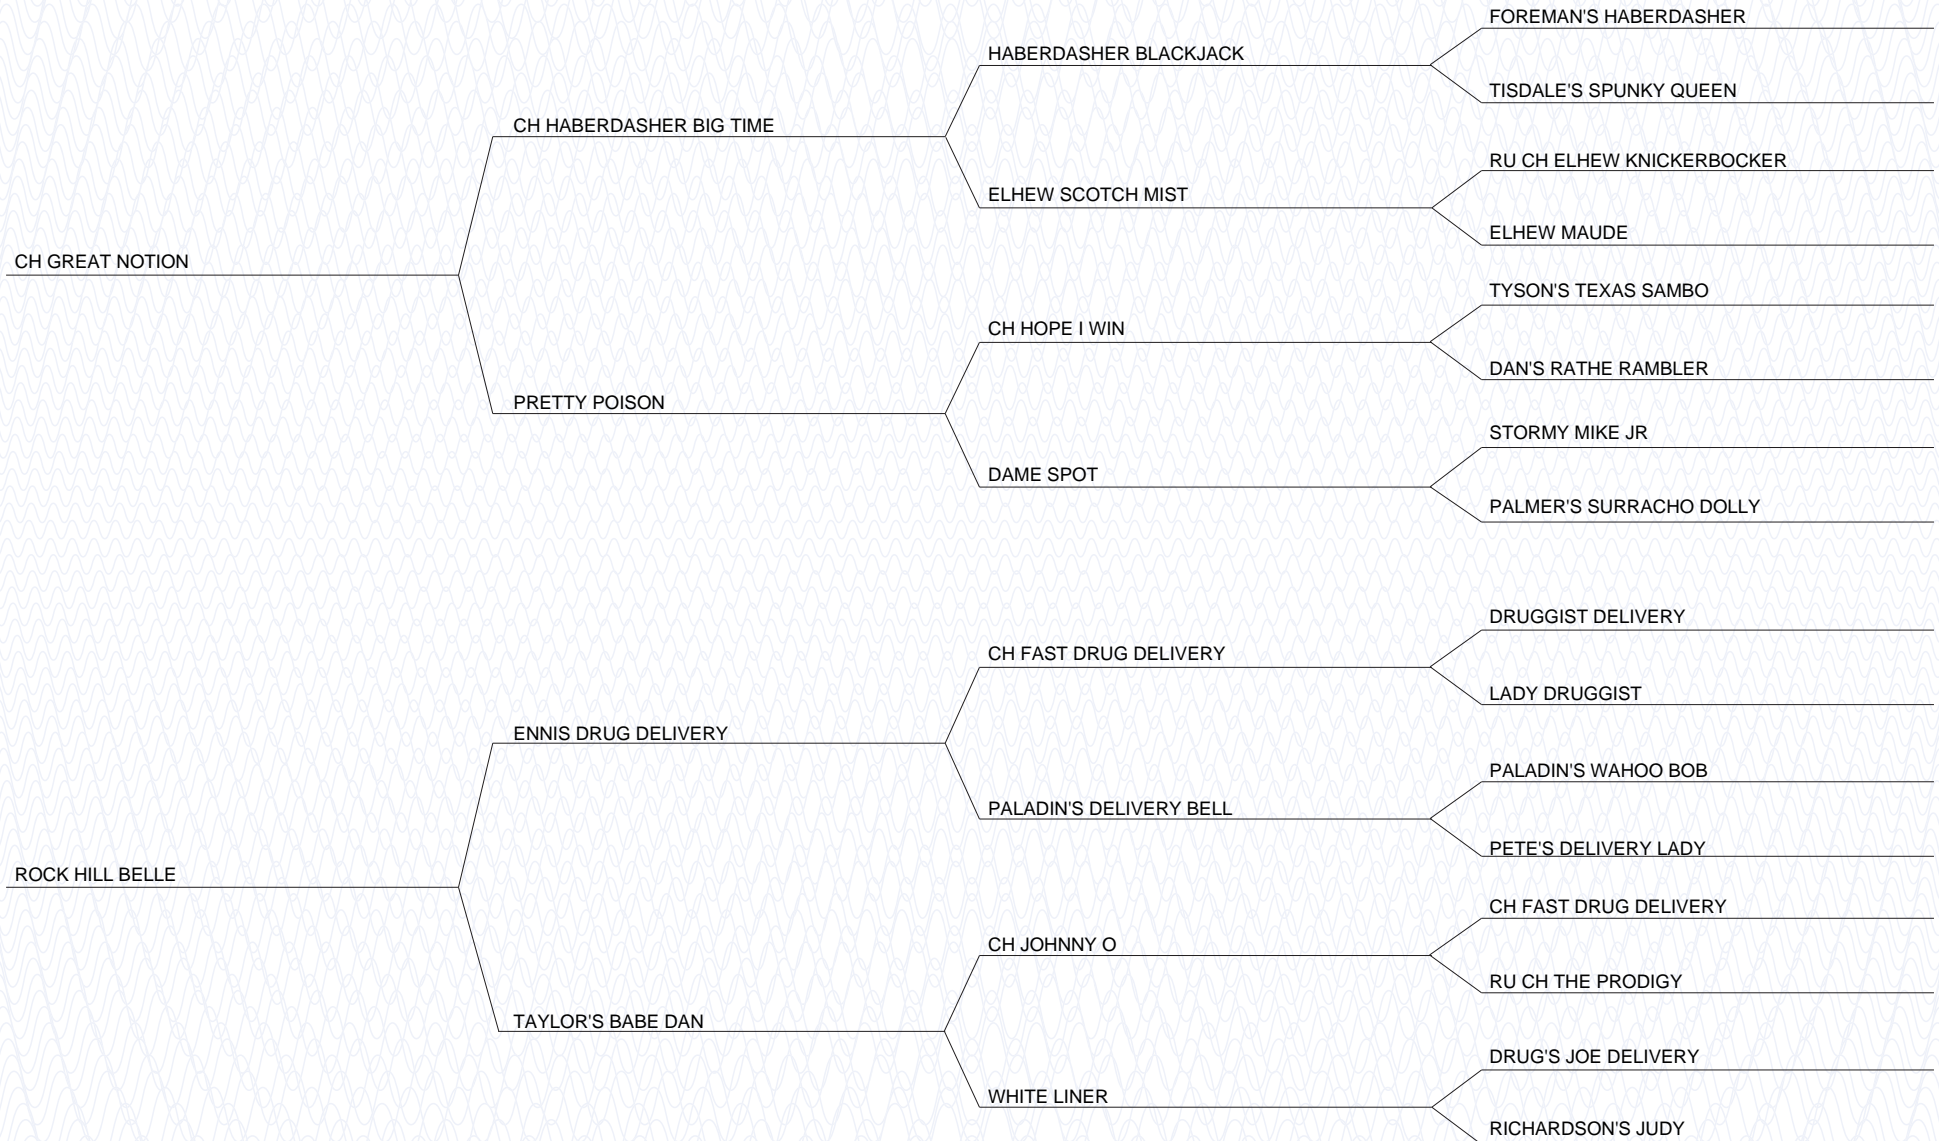 FOREMAN'S HABERDASHER
HABERDASHER BLACKJACK
TISDALE'S SPUNKY QUEEN
CH HABERDASHER BIG TIME
RU CH ELHEW KNICKERBOCKER
ELHEW SCOTCH MIST
ELHEW MAUDE
CH GREAT NOTION
TYSON'S TEXAS SAMBO
CH HOPE I WIN
DAN'S RATHE RAMBLER
PRETTY POISON
STORMY MIKE JR
DAME SPOT
PALMER'S SURRACHO DOLLY
DRUGGIST DELIVERY
CH FAST DRUG DELIVERY
LADY DRUGGIST
ENNIS DRUG DELIVERY
PALADIN'S WAHOO BOB
PALADIN'S DELIVERY BELL
PETE'S DELIVERY LADY
ROCK HILL BELLE
CH FAST DRUG DELIVERY
CH JOHNNY O
RU CH THE PRODIGY
TAYLOR'S BABE DAN
DRUG'S JOE DELIVERY
WHITE LINER
RICHARDSON'S JUDY